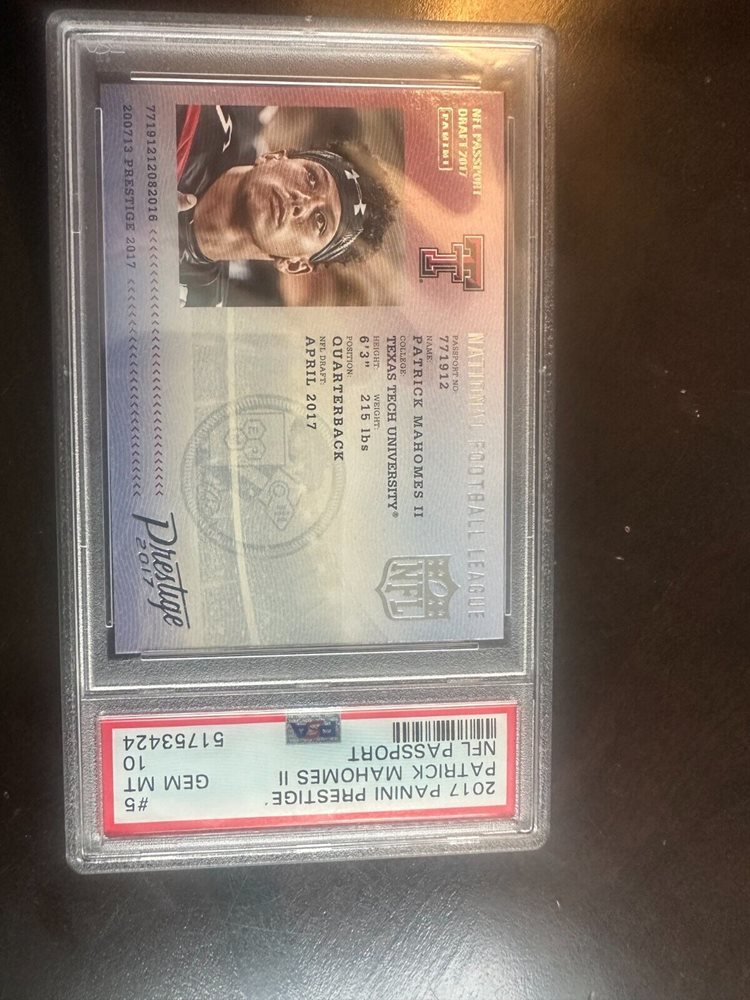 2017 PANINI PRESTIGE
#5
PATRICK MAHOMES II
GEM MT
NFL PASSPORT
10
PSA
51753424
NFL PASSPORT
DRAFT 2017
PANINI
NATIONAL FOOTBALL LEAGUE
PASSPORT NO:
771912
NAME:
PATRICK MAHOMES II
COLLEGE:
TEXAS TECH UNIVERSITY®
HEIGHT: WEIGHT:
6'3" 215 lbs
POSITION:
QUARTERBACK
NFL DRAFT:
APRIL 2017
NFL
77191212082016 <<<<<<<<<<<<<<<<<<<<<<<<<<<
200713 PRESTIGE 2017 <<<<<<<<<<<<<<<<<<<<<
Prestige
2017